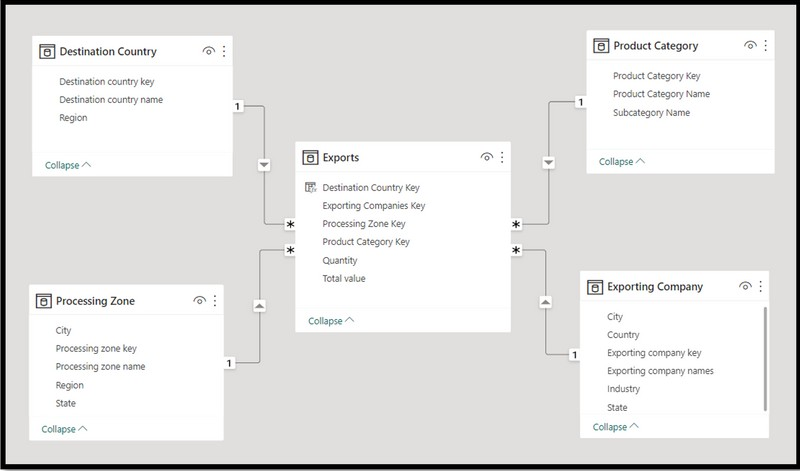 Destination Country
Destination country key
Destination country name
Region
Collapse
1
Product Category
Product Category Key
Product Category Name
Subcategory Name
Collapse
1
Exports
Destination Country Key
Exporting Companies Key
Processing Zone Key
Product Category Key
Quantity
Total value
Collapse
*
*
*
*
Processing Zone
City
Processing zone key
Processing zone name
Region
State
Collapse
1
Exporting Company
City
Country
Exporting company key
Exporting company names
Industry
State
Collapse
1